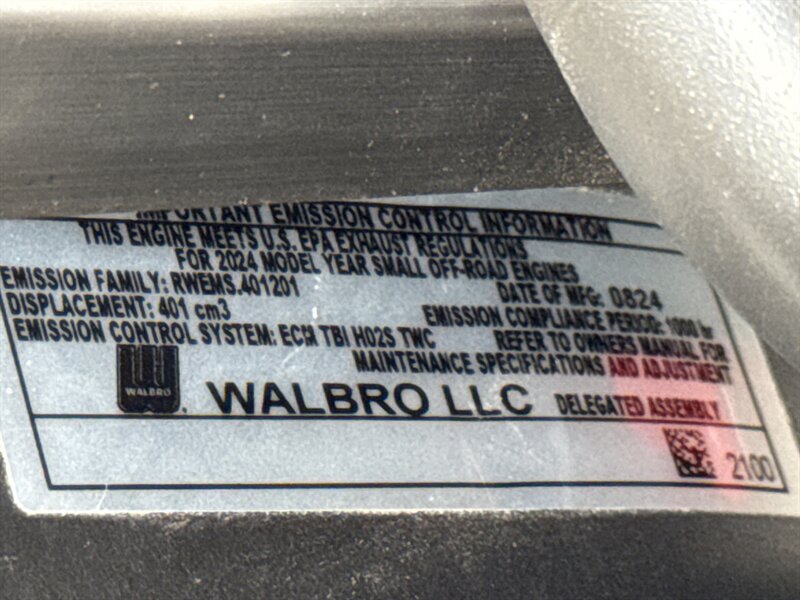 IMPORTANT EMISSION CONTROL INFORMATION
THIS ENGINE MEETS U.S. EPA EXHAUST REGULATIONS
FOR 2024 MODEL YEAR SMALL OFF-ROAD ENGINES
EMISSION FAMILY: RWEMS.401201 DATE OF MFG: 0824
DISPLACEMENT: 401 cm3 EMISSION COMPLIANCE PERIOD: 1000 hr
EMISSION CONTROL SYSTEM: ECM TBI HO2S TWC REFER TO OWNERS MANUAL FOR
MAINTENANCE SPECIFICATIONS AND ADJUSTMENT
WALBRO WALBRO LLC DELEGATED ASSEMBLY
2100